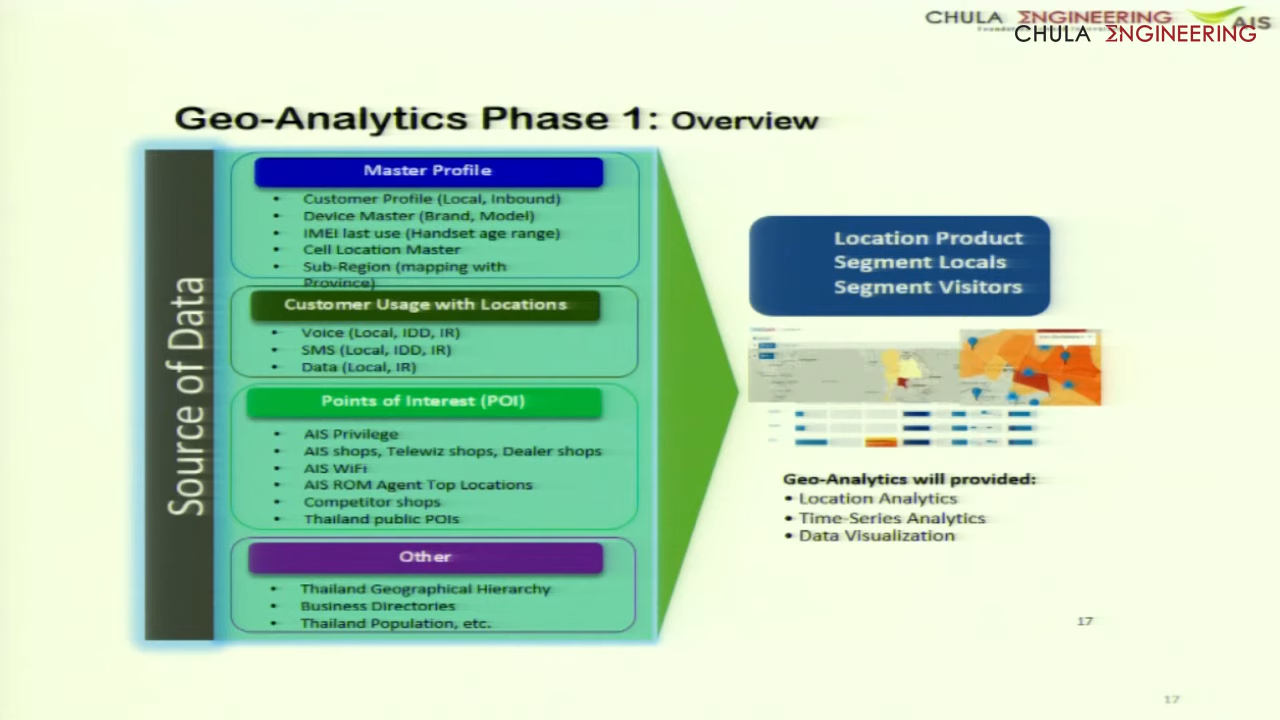 CHULA ΣNGINEERING
AIS
CHULA ΣNGINEERING
Geo-Analytics Phase 1: Overview
Source of Data
Master Profile
• Customer Profile (Local, Inbound)
• Device Master (Brand, Model)
• IMEI last use (Handset age range)
• Cell Location Master
• Sub-Region (mapping with
Province)
Customer Usage with Locations
• Voice (Local, IDD, IR)
• SMS (Local, IDD, IR)
• Data (Local, IR)
Points of Interest (POI)
• AIS Privilege
• AIS shops, Telewiz shops, Dealer shops
• AIS WiFi
• AIS ROM Agent Top Locations
• Competitor shops
• Thailand public POIs
Other
• Thailand Geographical Hierarchy
• Business Directories
• Thailand Population, etc.
Location Product
Segment Locals
Segment Visitors
Geo-Analytics will provided:
• Location Analytics
• Time-Series Analytics
• Data Visualization
17
17